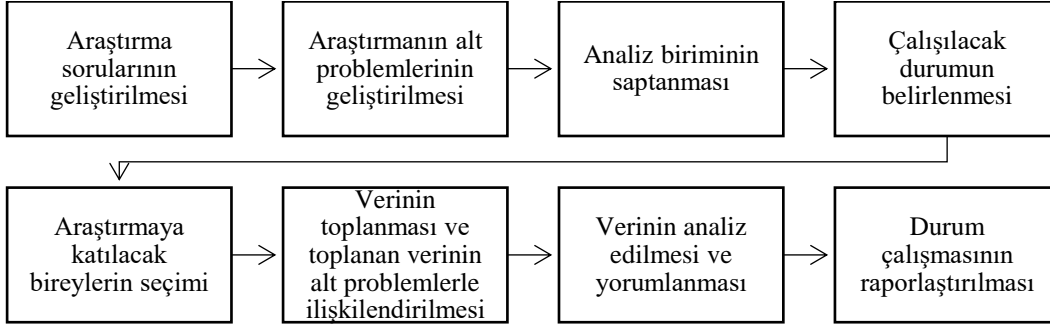 Araştırma
sorularının
geliştirilmesi
Araştırmanın alt
problemlerinin
geliştirilmesi
Analiz biriminin
saptanması
Çalışılacak
durumun
belirlenmesi
Araştırmaya
katılacak
bireylerin seçimi
Verinin
toplanması ve
toplanan verinin
alt problemlerle
ilişkilendirilmesi
Verinin analiz
edilmesi ve
yorumlanması
Durum
çalışmasının
raporlaştırılması